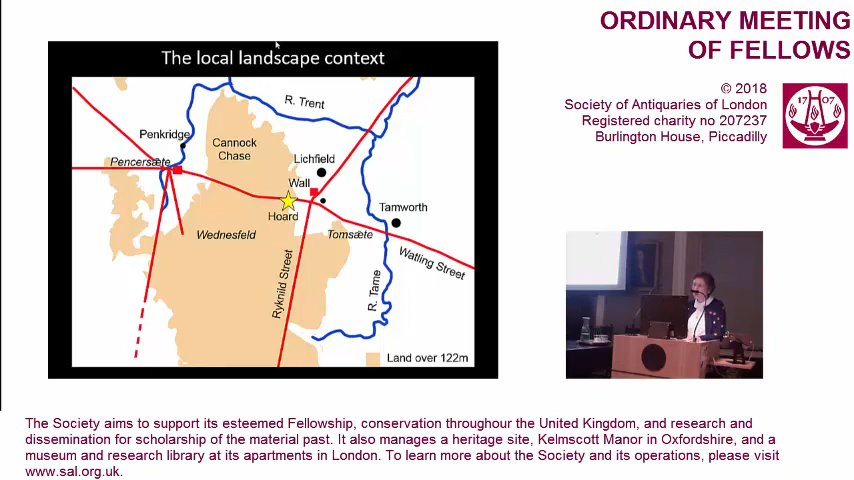 ORDINARY MEETING
OF FELLOWS
© 2018
Society of Antiquaries of London
Registered charity no 207237
Burlington House, Piccadilly
17 07
The local landscape context
R. Trent
Penkridge
Cannock
Chase
Pencersæte
Lichfield
Wall
Hoard
Tamworth
Wednesfeld
Tomsæte
Watling Street
Ryknild Street
R. Tame
Land over 122m
The Society aims to support its esteemed Fellowship, conservation throughour the United Kingdom, and research and
dissemination for scholarship of the material past. It also manages a heritage site, Kelmscott Manor in Oxfordshire, and a
museum and research library at its apartments in London. To learn more about the Society and its operations, please visit
www.sal.org.uk.